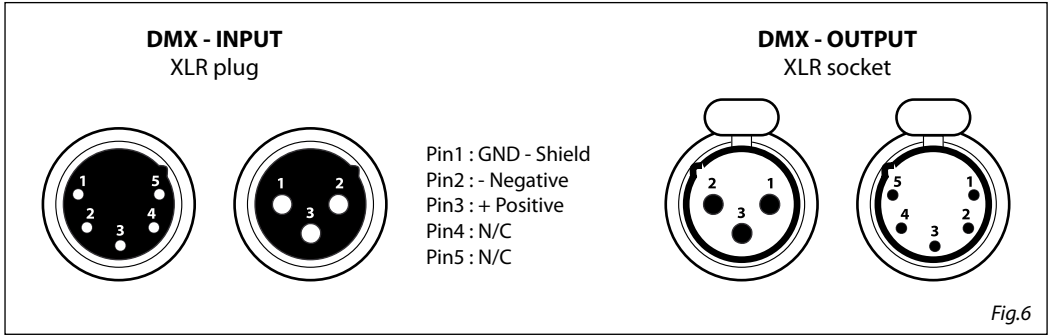 DMX - INPUT
XLR plug
1 5
2 4
3
1 2
3
Pin1 : GND - Shield
Pin2 : - Negative
Pin3 : + Positive
Pin4 : N/C
Pin5 : N/C
DMX - OUTPUT
XLR socket
2 1
3
5 1
4 2
3
Fig.6